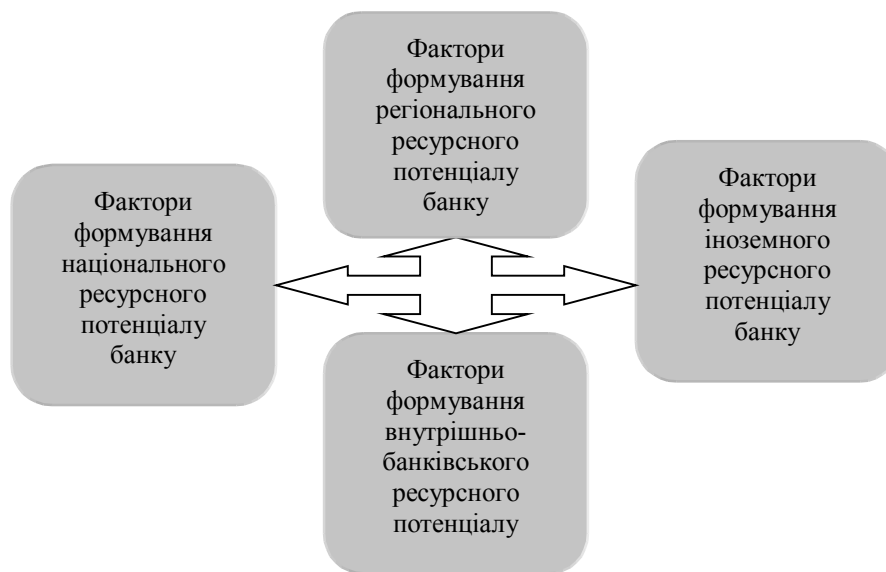 Фактори
формування
регіонального
ресурсного
потенціалу
банку
Фактори
формування
національного
ресурсного
потенціалу
банку
Фактори
формування
іноземного
ресурсного
потенціалу
банку
Фактори
формування
внутрішньо-
банківського
ресурсного
потенціалу